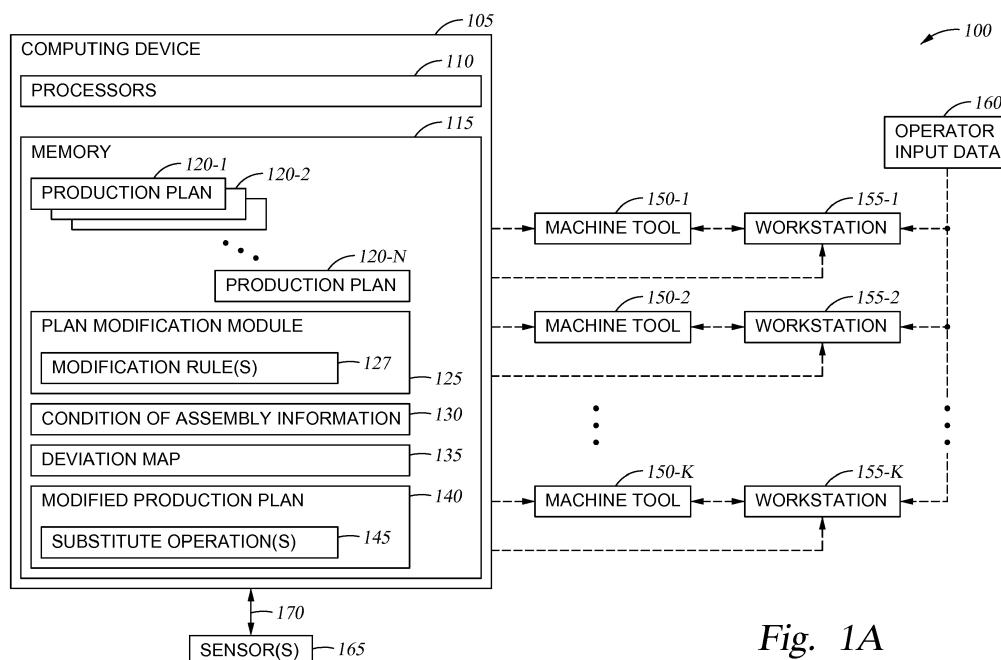 105
COMPUTING DEVICE
100
110
PROCESSORS
115
160
MEMORY
OPERATOR
INPUT DATA
120-1
120-2
PRODUCTION PLAN
150-1
155-1
MACHINE TOOL
WORKSTATION
120-N
PRODUCTION PLAN
150-2
155-2
PLAN MODIFICATION MODULE
MACHINE TOOL
WORKSTATION
MODIFICATION RULE(S)
127
125
CONDITION OF ASSEMBLY INFORMATION
130
DEVIATION MAP
135
150-K
155-K
MODIFIED PRODUCTION PLAN
140
MACHINE TOOL
WORKSTATION
SUBSTITUTE OPERATION(S)
145
170
SENSOR(S)
165
Fig. 1A